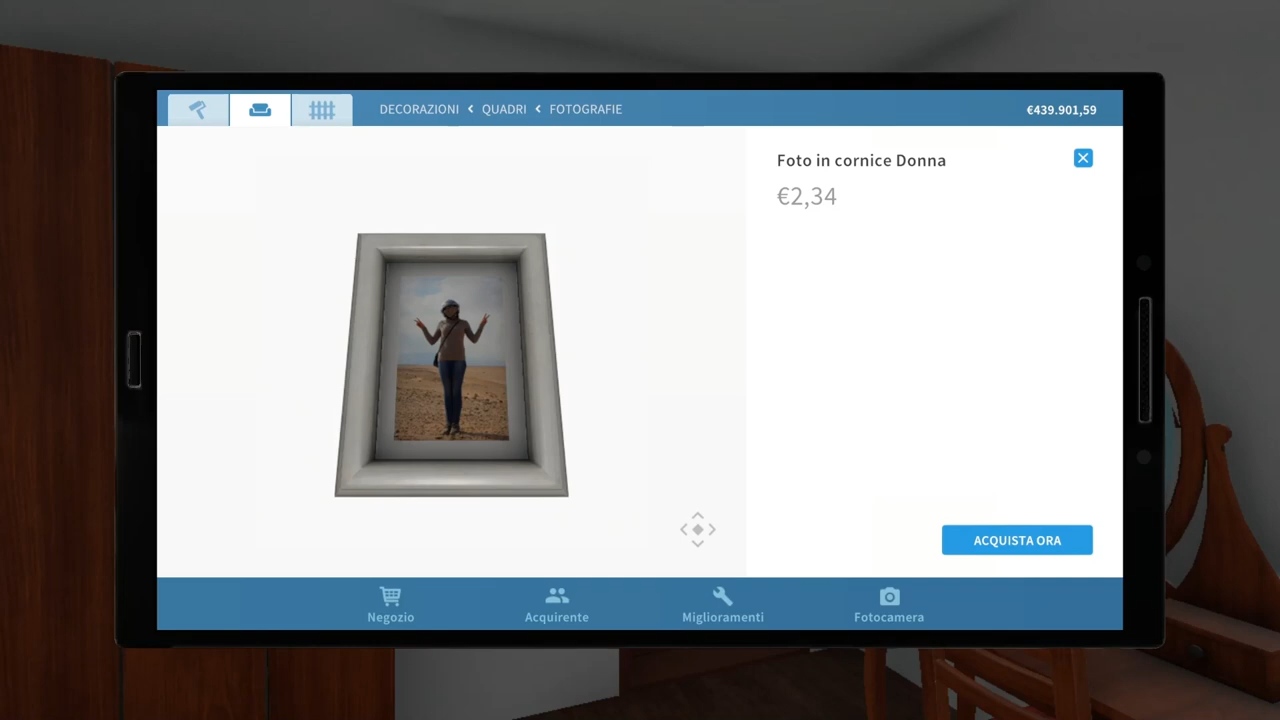 DECORAZIONI < QUADRI < FOTOGRAFIE
€439.901,59
Foto in cornice Donna
€2,34
ACQUISTA ORA
Negozio
Acquirente
Miglioramenti
Fotocamera